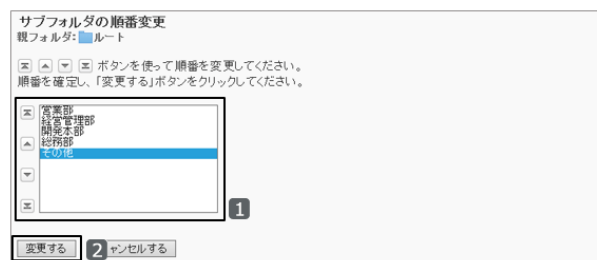 サブフォルダの順番変更
親フォルダ:ルート
ボタンを使って順番を変更してください。
順番を確定し、「変更する」ボタンをクリックしてください。
営業部
経営管理部
開発本部
総務部
その他
1
変更する 2 ャンセルする